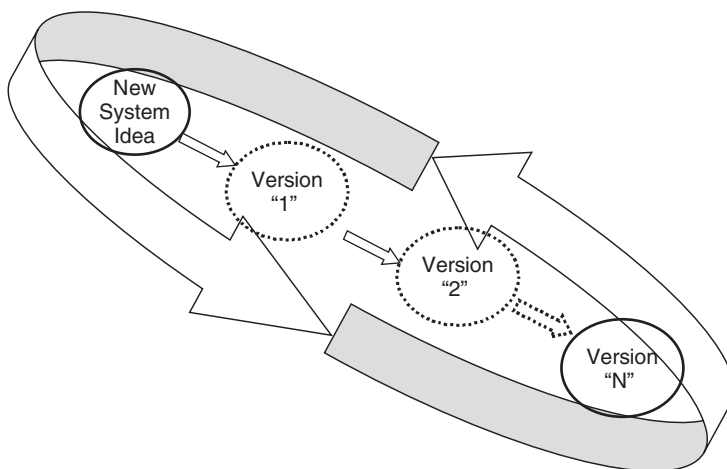 New
System
Idea
Version
“1”
Version
“2”
Version
“N”